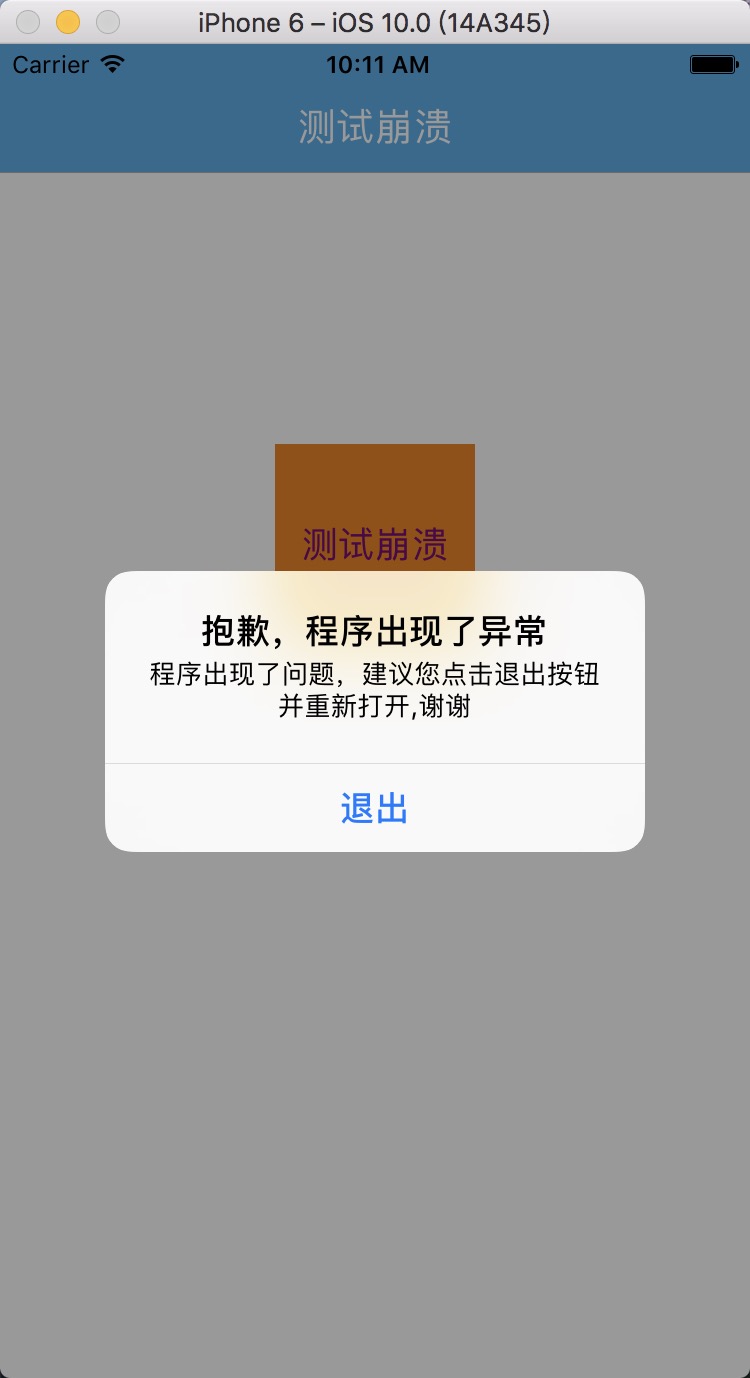 iPhone 6 – iOS 10.0 (14A345)
Carrier 10:11 AM
测试崩溃
测试崩溃
抱歉，程序出现了异常
程序出现了问题，建议您点击退出按钮
并重新打开,谢谢
退出